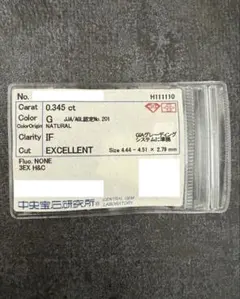 No. H111110
Carat 0.345 ct
Color G JJA/AGL認定No.201
ColorOrigin NATURAL
Clarity IF GIAグレーディング
システムに準拠
Cut EXCELLENT Size 4.44 - 4.51 × 2.79 mm
Fluo. NONE
3EX H&C
中央宝石研究所 CENTRAL GEM
LABORATORY